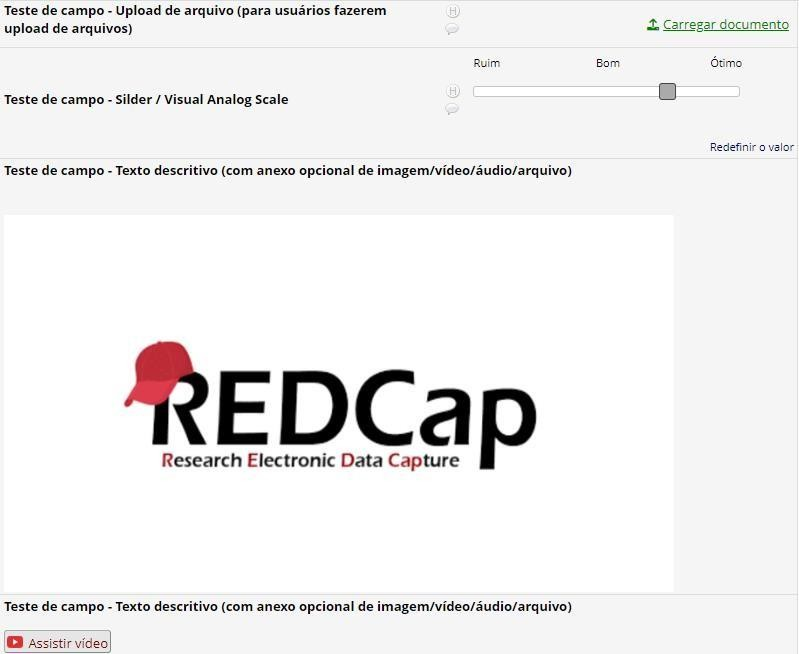 Teste de campo - Upload de arquivo (para usuários fazerem
upload de arquivos)
H
Carregar documento
Ruim Bom Ótimo
Teste de campo - Silder / Visual Analog Scale
H
Redefinir o valor
Teste de campo - Texto descritivo (com anexo opcional de imagem/vídeo/áudio/arquivo)
REDCap
Research Electronic Data Capture
Teste de campo - Texto descritivo (com anexo opcional de imagem/vídeo/áudio/arquivo)
Assistir vídeo